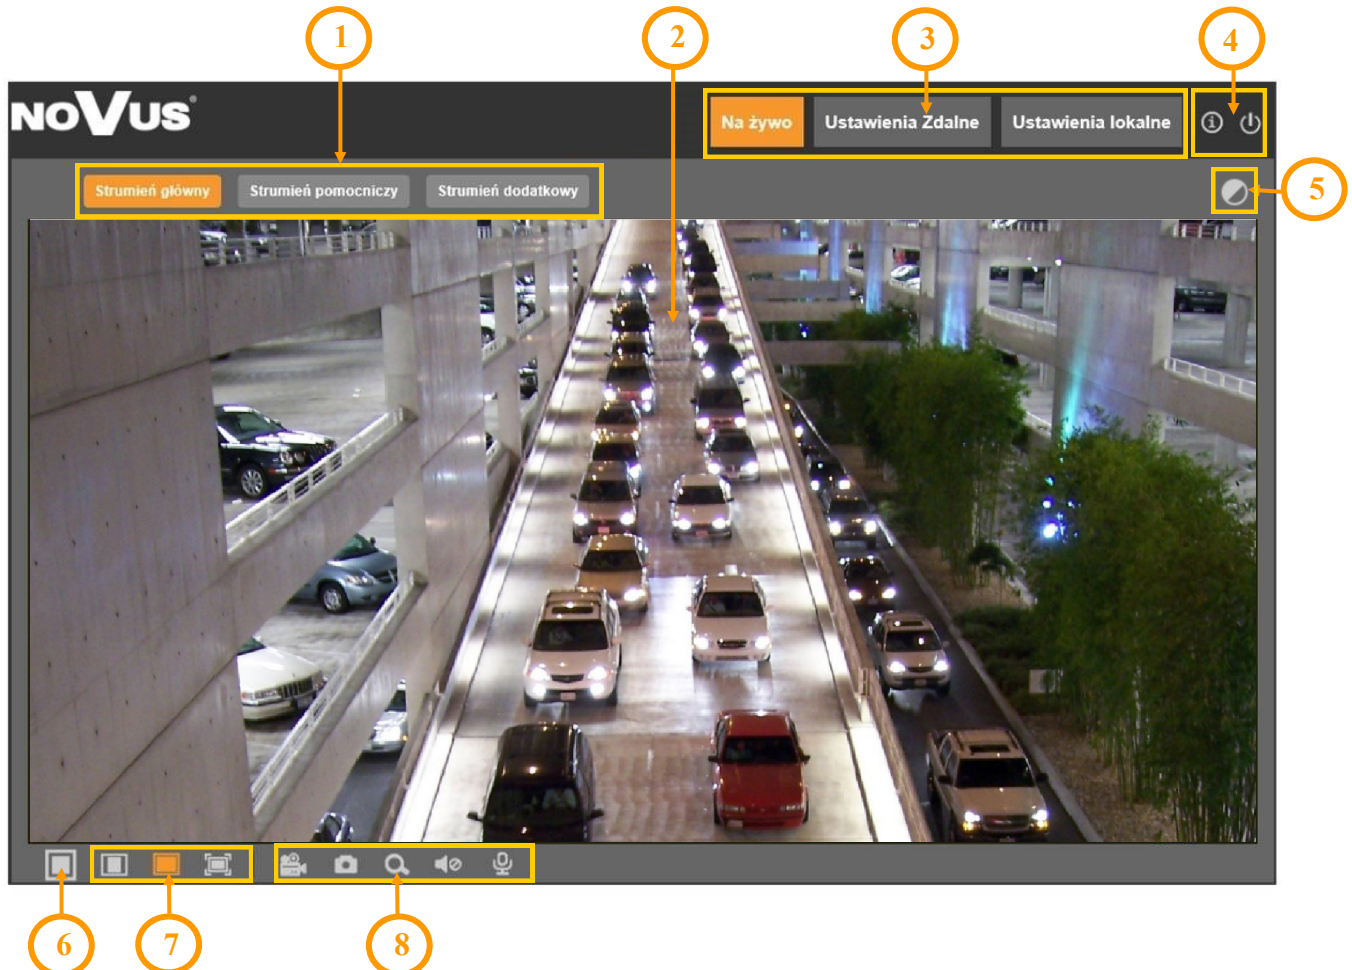 1
2
3
4
NOVUS®
Na żywo
Ustawienia Zdalne
Ustawienia lokalne
Strumień główny
Strumień pomocniczy
Strumień dodatkowy
5
6
7
8